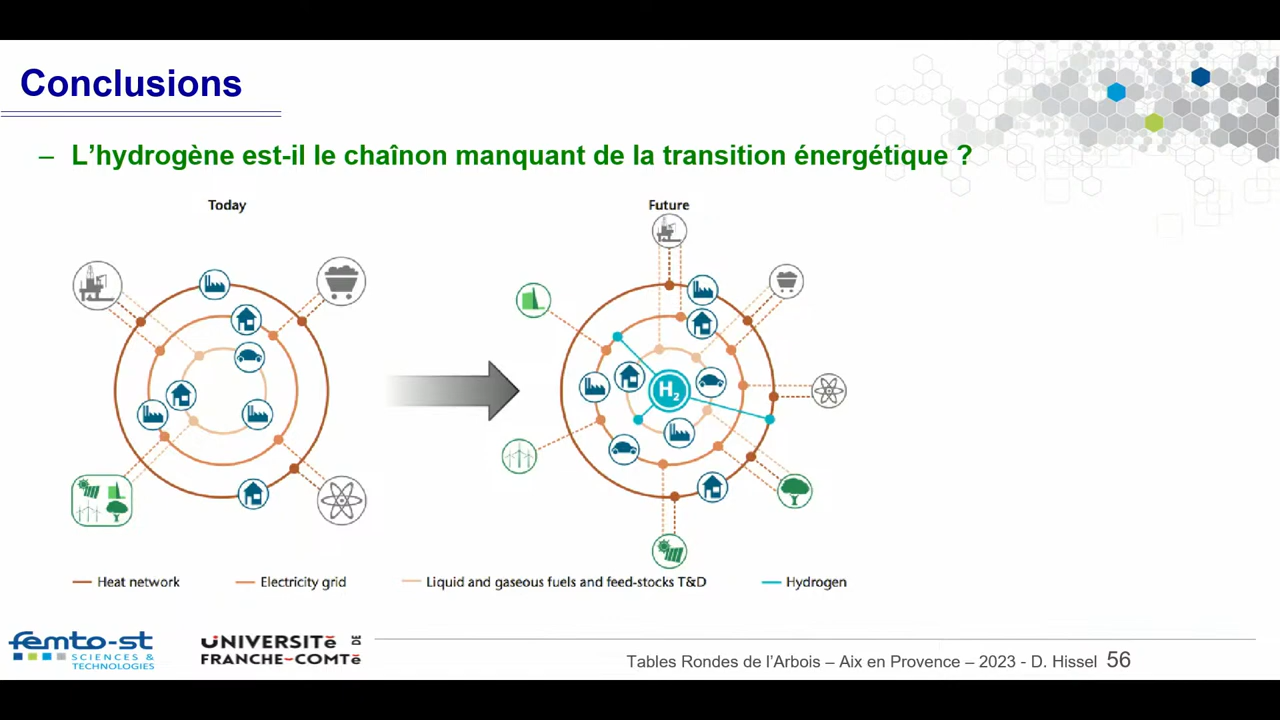 Conclusions
– L’hydrogène est-il le chaînon manquant de la transition énergétique ?
Today
Future
H2
Heat network
Electricity grid
Liquid and gaseous fuels and feed-stocks T&D
Hydrogen
femto-st
SCIENCES &
TECHNOLOGIES
UNIVERSITĕ DE
FRANCHE-COMTĕ
Tables Rondes de l’Arbois – Aix en Provence – 2023 - D. Hissel 56